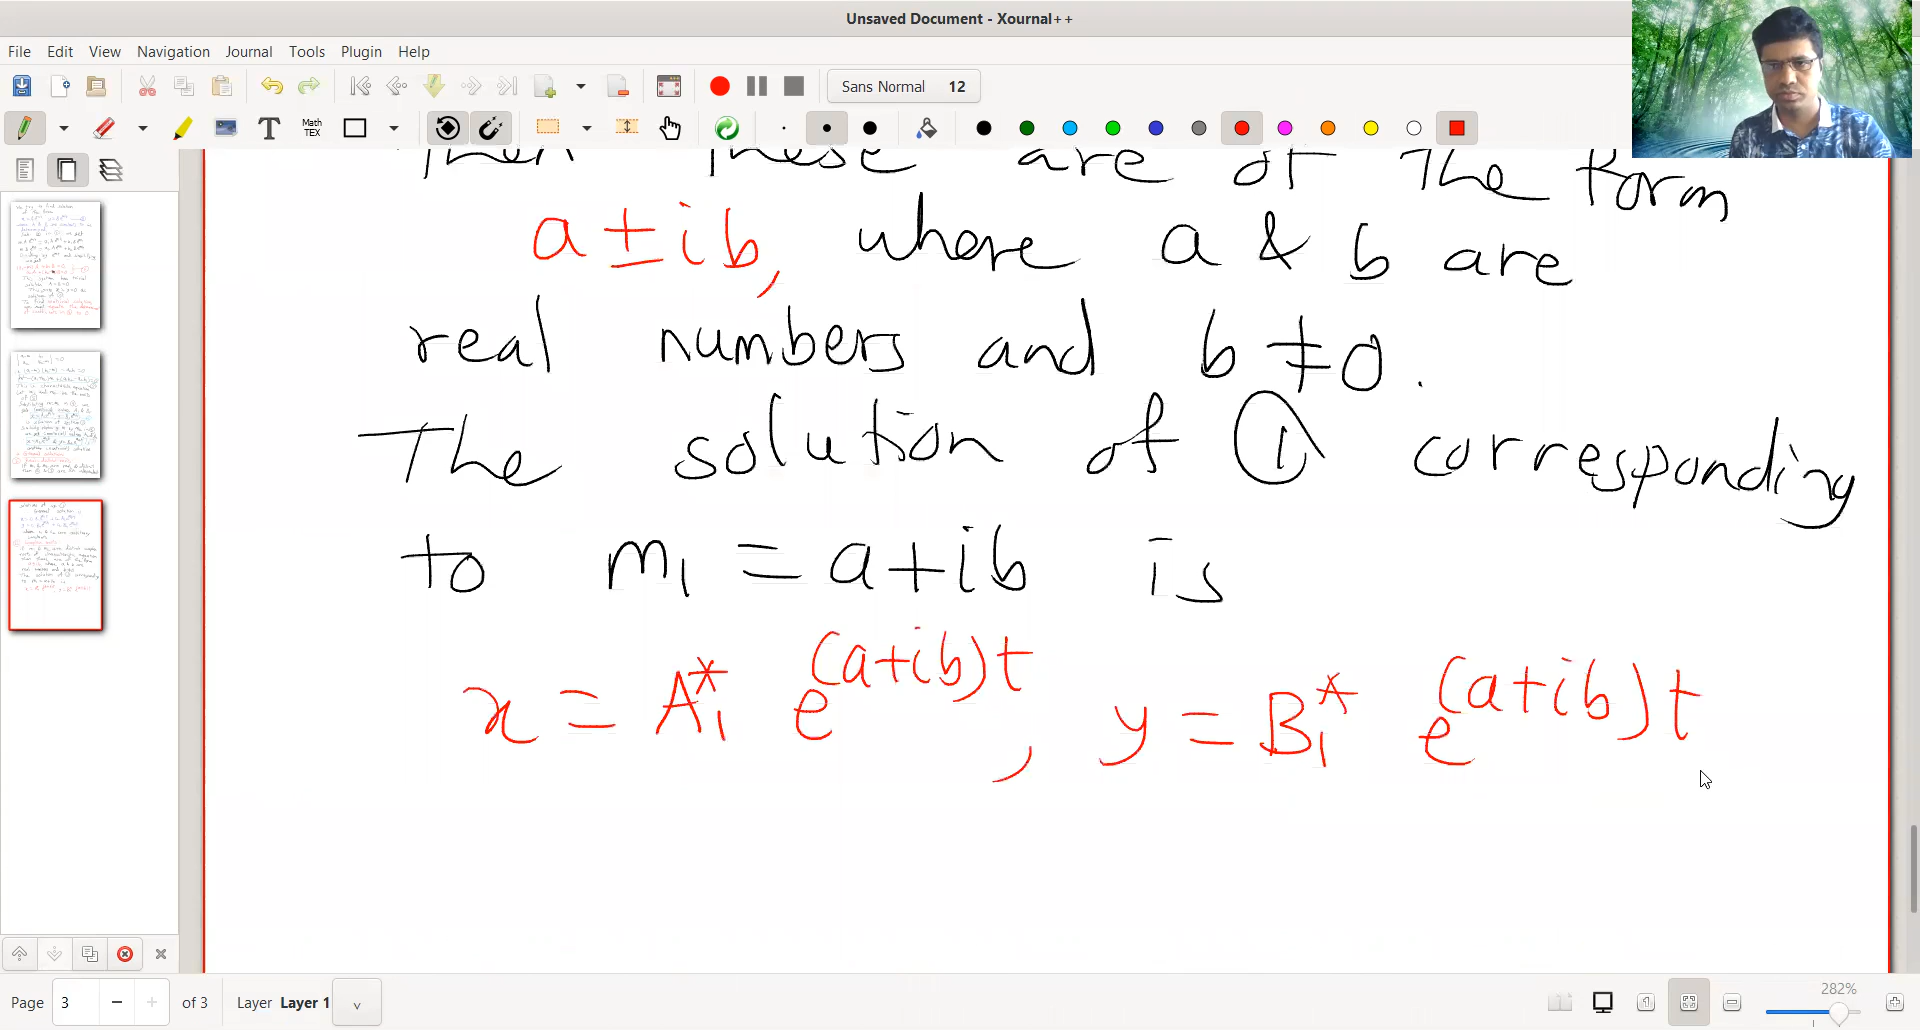 Unsaved Document - Xournal++
File Edit View Navigation Journal Tools Plugin Help
Sans Normal 12
Math TEX
Then these are of the form
a ± ib, where a & b are
real numbers and b ≠ 0.
The solution of ① corresponding
to m₁ = a+ib is
x = A₁* e^(a+ib)t, y = B₁* e^(a+ib)t
Page 3 of 3 Layer Layer 1 282%